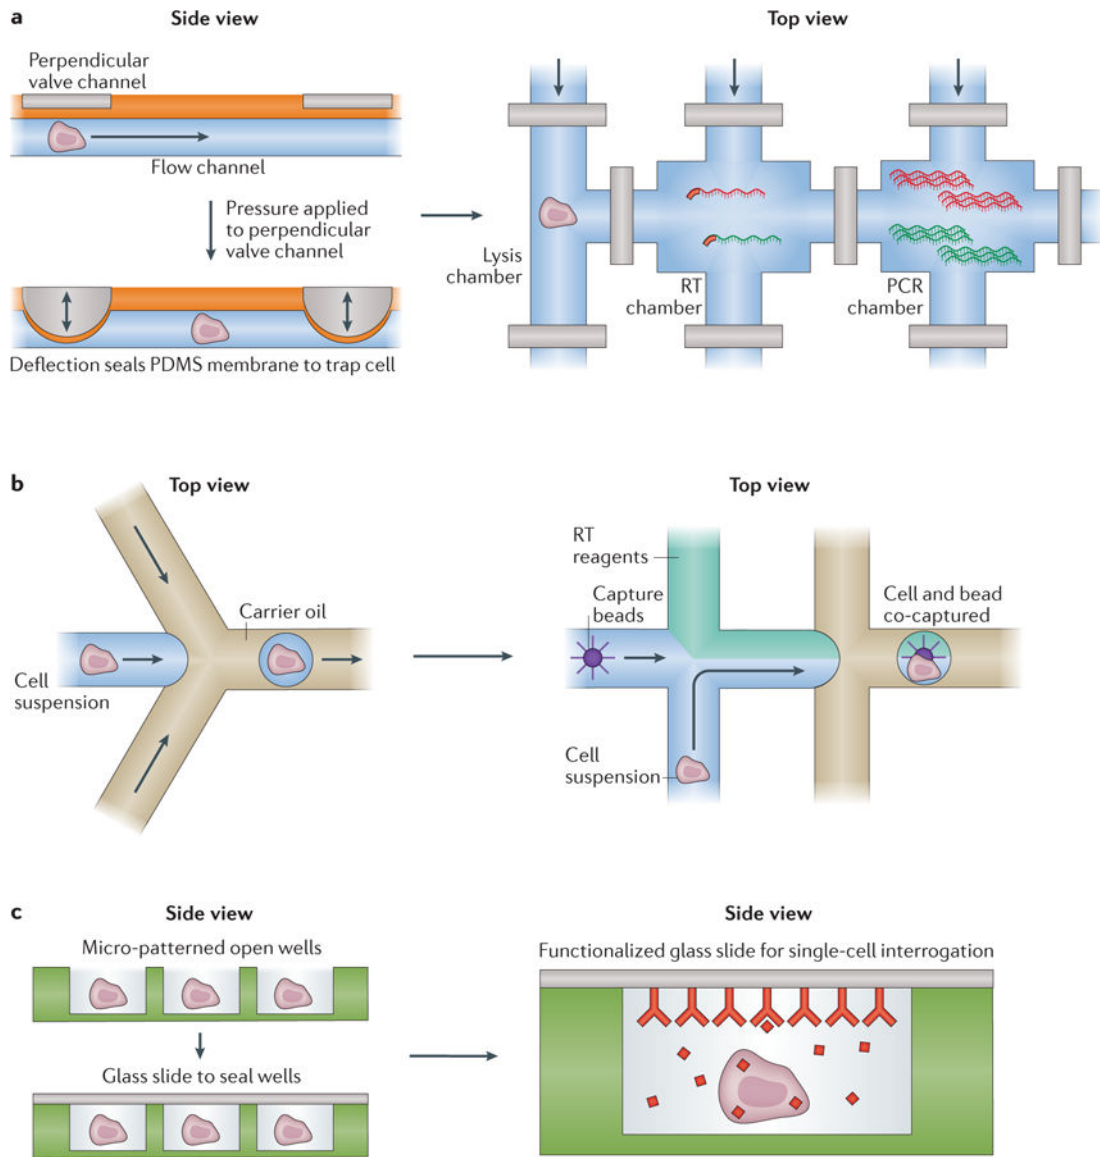 a
Side view
Top view
Perpendicular
valve channel
Flow channel
Pressure applied
to perpendicular
valve channel
Deflection seals PDMS membrane to trap cell
Lysis
chamber
RT
chamber
PCR
chamber
b
Top view
Top view
Carrier oil
Cell
suspension
RT
reagents
Capture
beads
Cell and bead
co-captured
Cell
suspension
c
Side view
Side view
Micro-patterned open wells
Glass slide to seal wells
Functionalized glass slide for single-cell interrogation